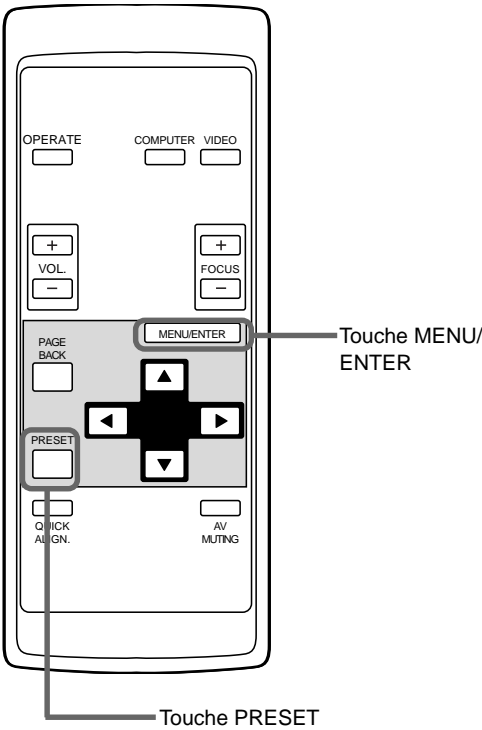 OPERATE
COMPUTER VIDEO
+ +
VOL. FOCUS
− −
MENU/ENTER
Touche MENU/
ENTER
PAGE
BACK
PRESET
QUICK
ALIGN.
AV
MUTING
Touche PRESET